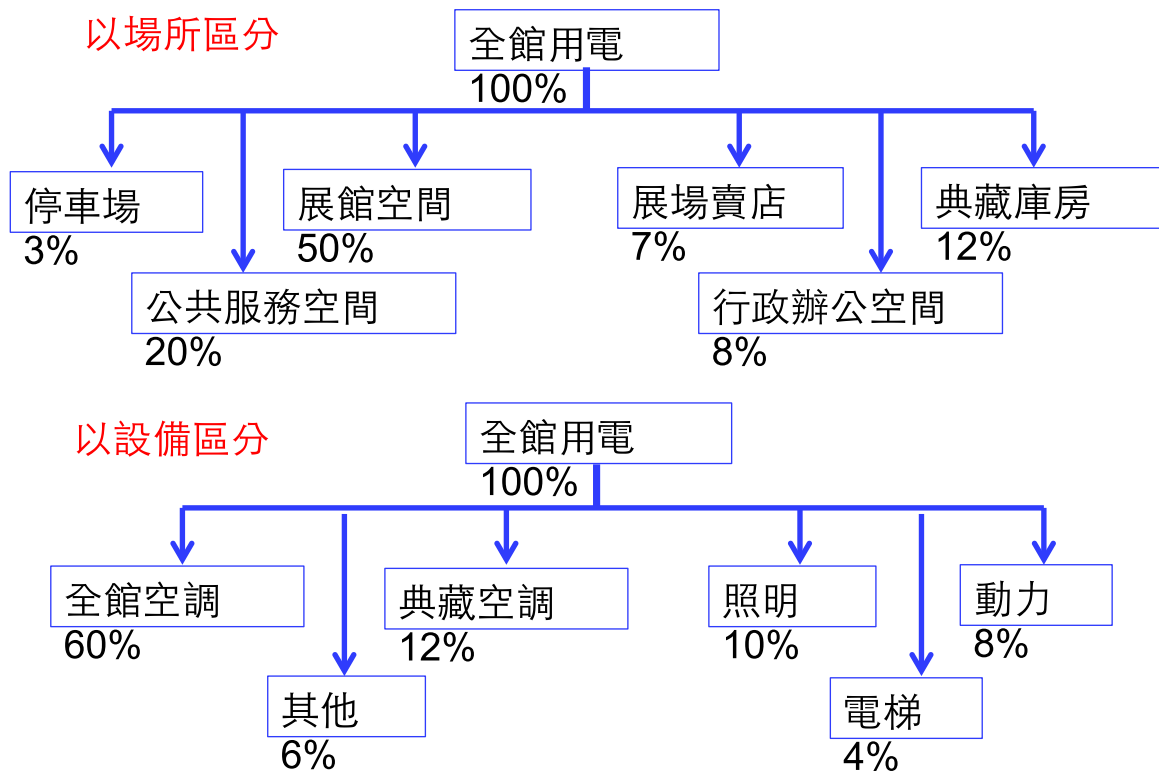 以場所區分
全館用電
100%
停車場
3%
展館空間
50%
展場賣店
7%
典藏庫房
12%
公共服務空間
20%
行政辦公空間
8%
以設備區分
全館用電
100%
全館空調
60%
典藏空調
12%
照明
10%
動力
8%
其他
6%
電梯
4%